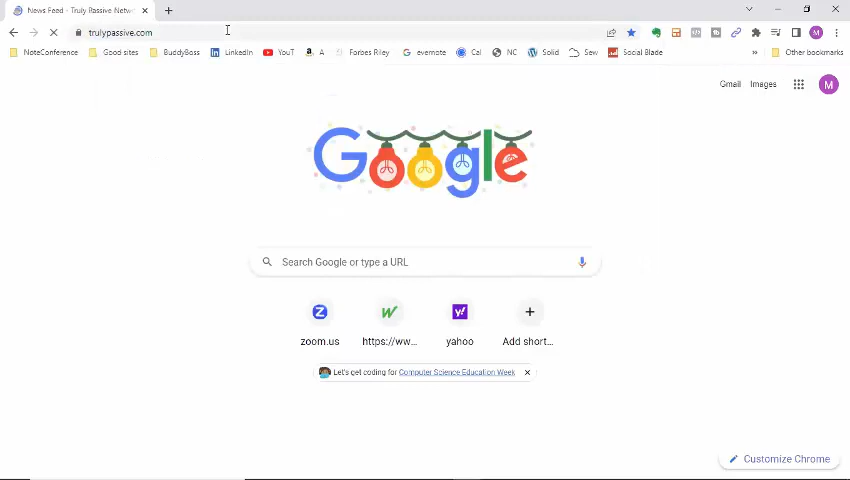 News Feed - Truly Passive Netw
trulypassive.com
NoteConference Good sites BuddyBoss LinkedIn YouT A Forbes Riley evernote Cal NC Solid Sew Social Blade » Other bookmarks
Gmail Images M
Google
Search Google or type a URL
zoom.us https://ww... yahoo Add short...
Let's get coding for Computer Science Education Week
Customize Chrome